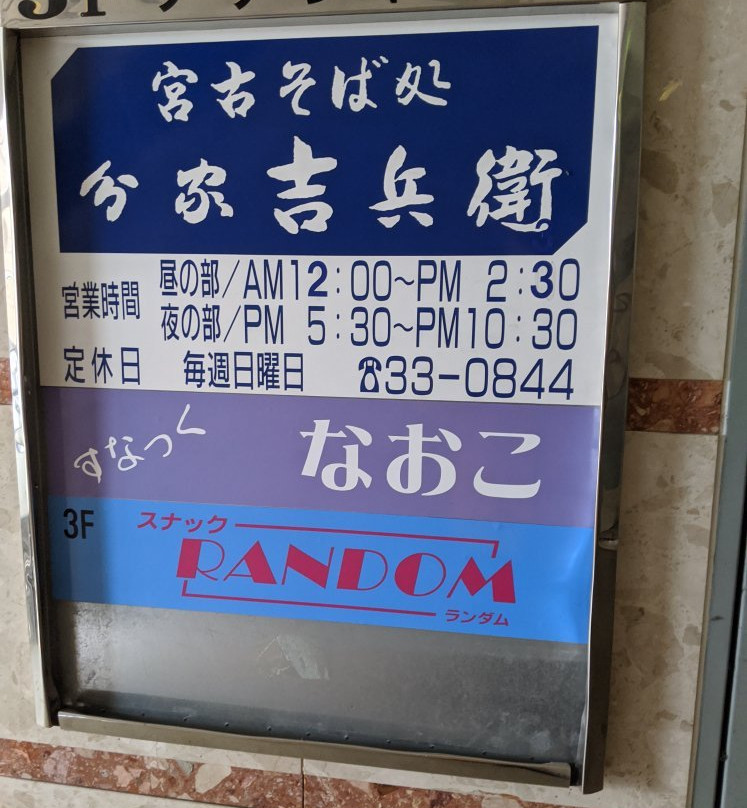 宮古そば処
分家吉兵衛
営業時間 昼の部/AM12:00~PM 2:30
夜の部/PM 5:30~PM10:30
定休日 毎週日曜日 ☎33-0844
すなっく なおこ
3F スナック
RANDOM
ランダム